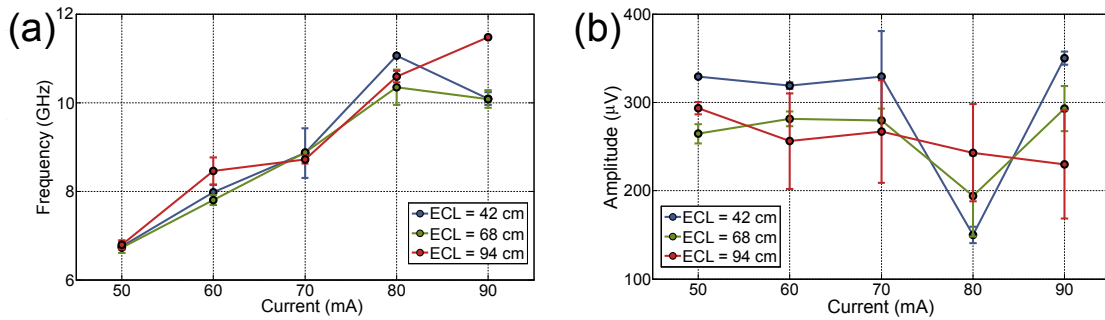 (a)
Frequency (GHz)
12
10
8
6
50 60 70 80 90
Current (mA)
ECL = 42 cm
ECL = 68 cm
ECL = 94 cm
(b)
Amplitude (μV)
400
300
200
100
50 60 70 80 90
Current (mA)
ECL = 42 cm
ECL = 68 cm
ECL = 94 cm